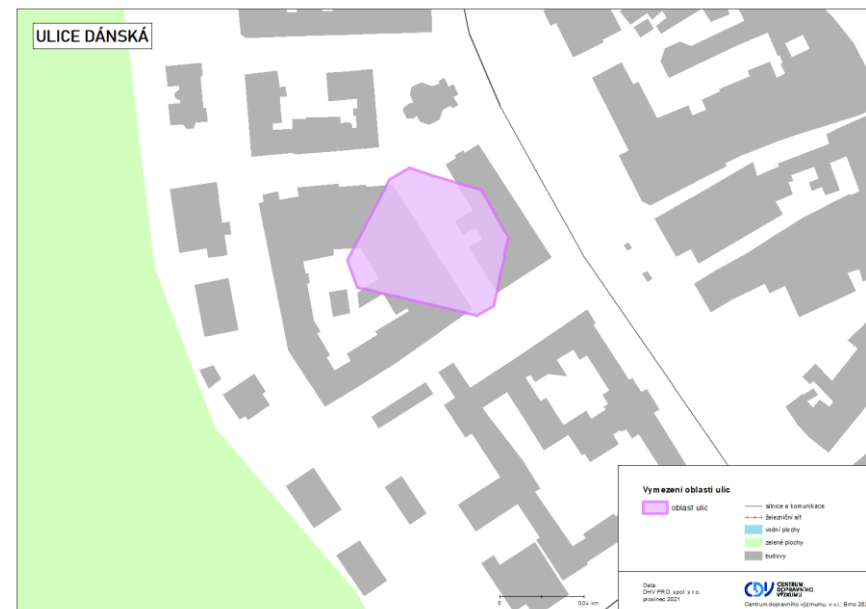 ULICE DÁNSKÁ
Vymezení oblasti ulic
oblast ulic
silnice a komunikace
železniční síť
vodní plochy
zelené plochy
budovy
Data:
DHV PRO, spol. s r.o.
prosinec 2021
CDV CENTRUM
DOPRAVNÍHO
VÝZKUMU
Centrum dopravního výzkumu, v.v.i., Brno
0 0,04 km